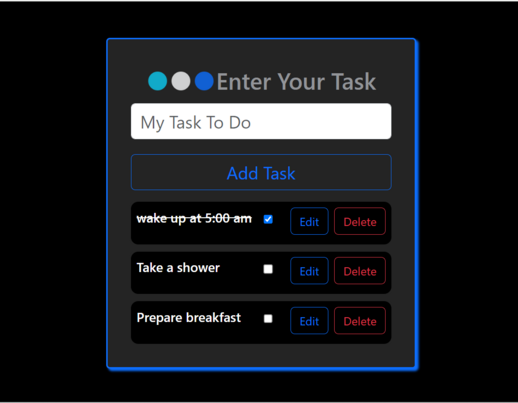 Enter Your Task
My Task To Do
Add Task
wake up at 5:00 am Edit Delete
Take a shower Edit Delete
Prepare breakfast Edit Delete